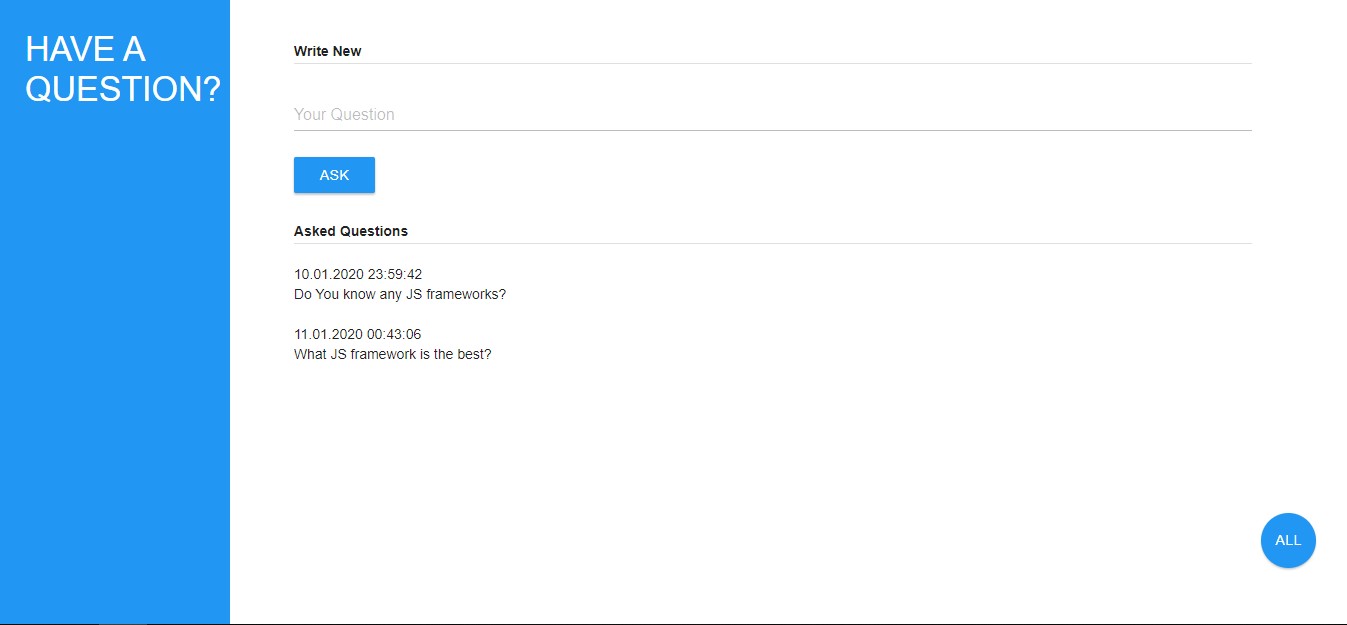 HAVE A
QUESTION?
Write New
Your Question
ASK
Asked Questions
10.01.2020 23:59:42
Do You know any JS frameworks?
11.01.2020 00:43:06
What JS framework is the best?
ALL